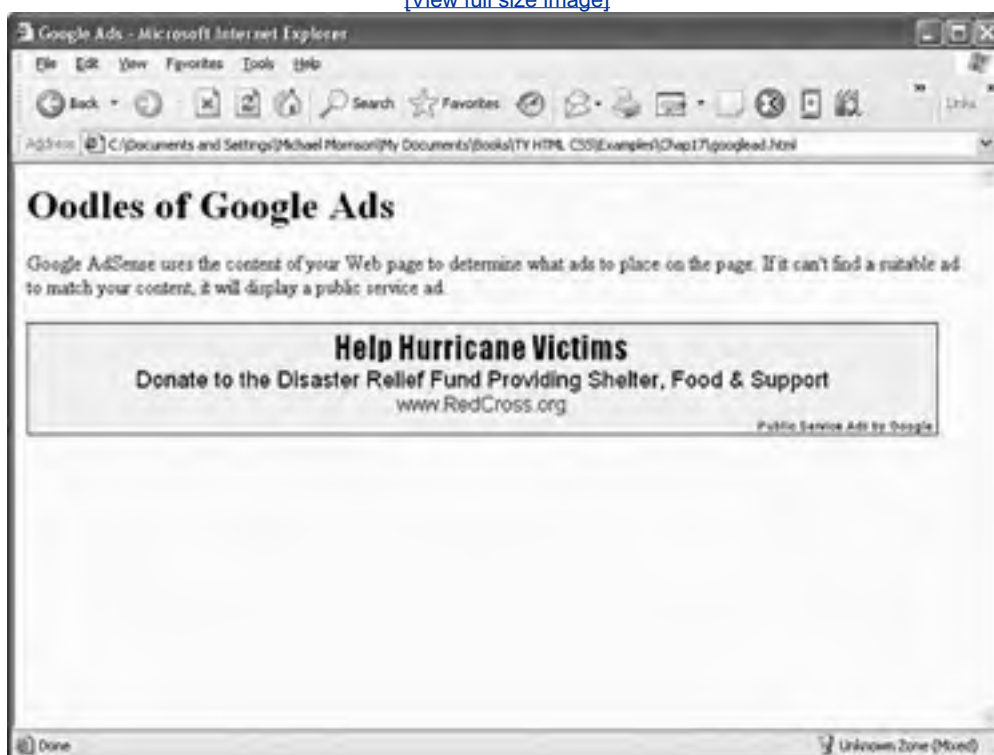 [View full size image]
Google Ads - Microsoft Internet Explorer
File Edit View Favorites Tools Help
Back Search Favorites Links
Address C:/Documents and Settings/Michael Morrison/My Documents/Books/TY HTML CSS/Examples/Chap17/googlead.html
Oodles of Google Ads
Google AdSense uses the content of your Web page to determine what ads to place on the page. If it can't find a suitable ad
to match your content, it will display a public service ad.
Help Hurricane Victims
Donate to the Disaster Relief Fund Providing Shelter, Food & Support
www.RedCross.org
Public Service Ads by Google
Done Unknown Zone (Mixed)